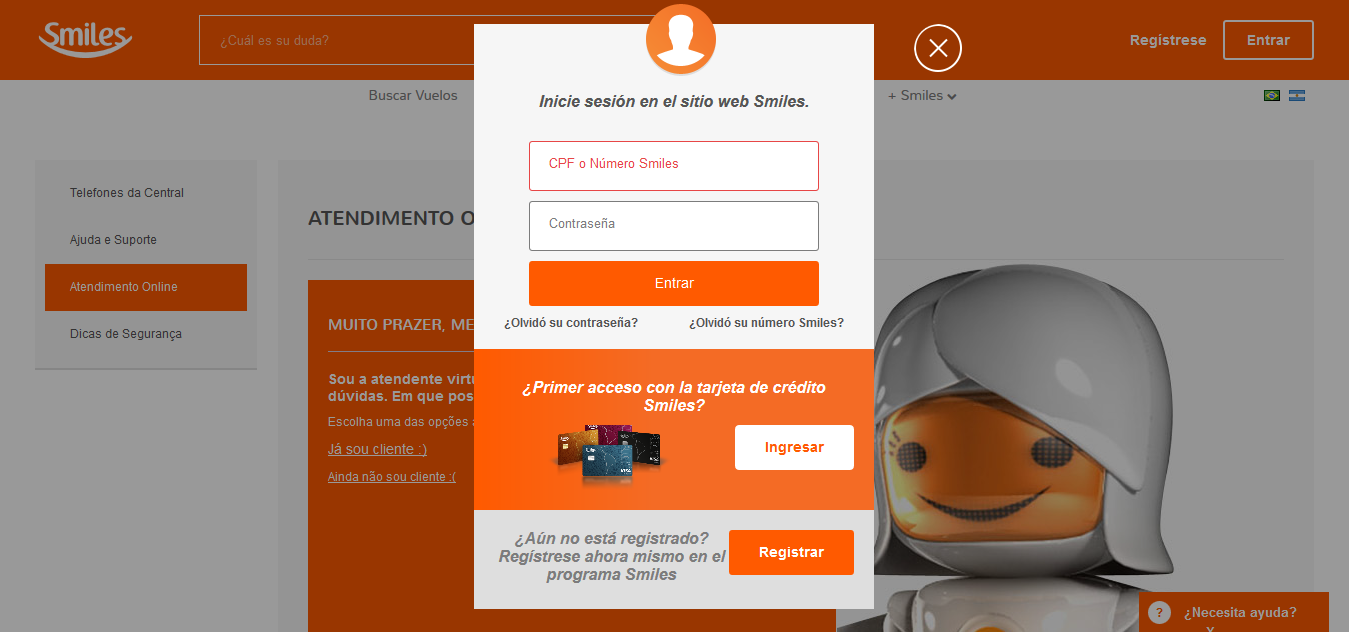 Smiles
¿Cuál es su duda?
Regístrese
Entrar
Buscar Vuelos
+ Smiles
Telefones da Central
Ajuda e Suporte
Atendimento Online
Dicas de Segurança
ATENDIMENTO O
MUITO PRAZER, ME
Sou a atendente virtu
dúvidas. Em que pos
Escolha uma das opções a
Já sou cliente :)
Ainda não sou cliente :(
Inicie sesión en el sitio web Smiles.
CPF o Número Smiles
Contraseña
Entrar
¿Olvidó su contraseña?
¿Olvidó su número Smiles?
¿Primer acceso con la tarjeta de crédito
Smiles?
VISA
Ingresar
¿Aún no está registrado?
Regístrese ahora mismo en el
programa Smiles
Registrar
? ¿Necesita ayuda?